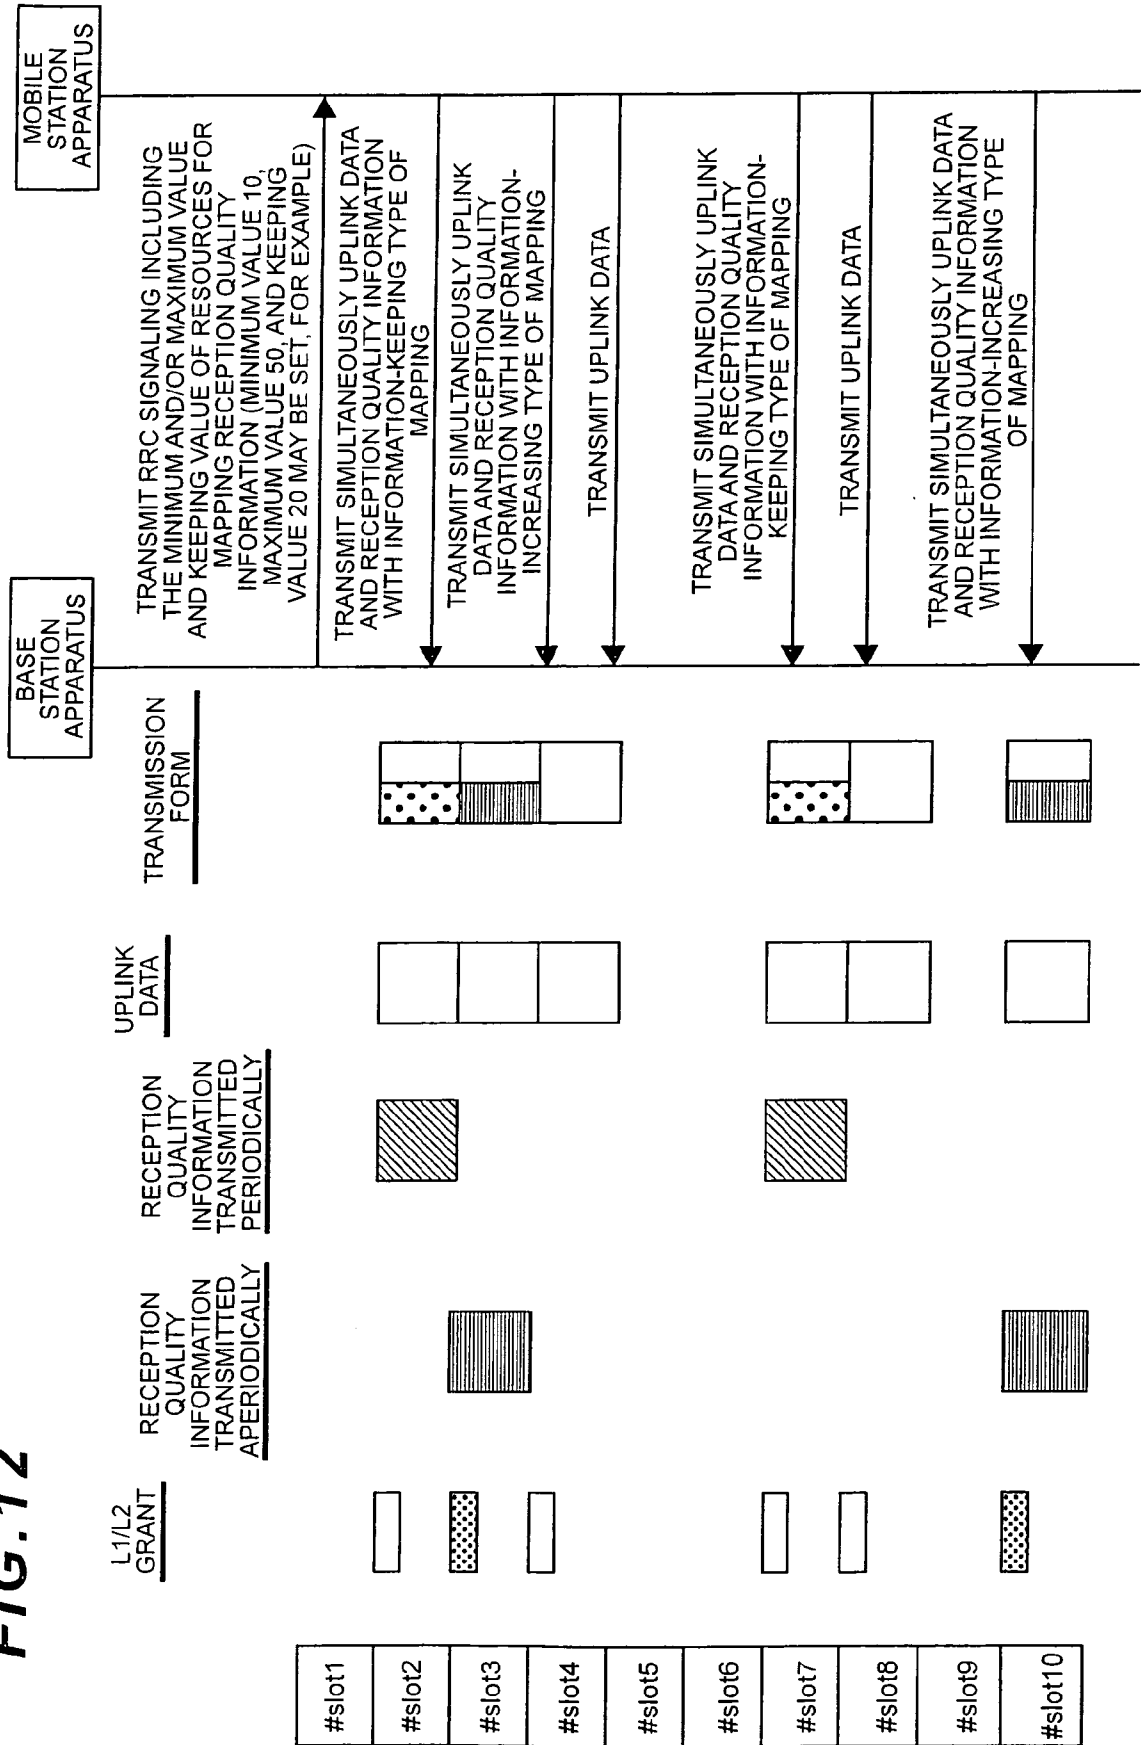 FIG.12
L1/L2
GRANT
RECEPTION
QUALITY
INFORMATION
TRANSMITTED
APERIODICALLY
RECEPTION
QUALITY
INFORMATION
TRANSMITTED
PERIODICALLY
UPLINK
DATA
TRANSMISSION
FORM
BASE
STATION
APPARATUS
MOBILE
STATION
APPARATUS
#slot1
#slot2
#slot3
#slot4
#slot5
#slot6
#slot7
#slot8
#slot9
#slot10
TRANSMIT RRC SIGNALING INCLUDING
THE MINIMUM AND/OR MAXIMUM VALUE
AND KEEPING VALUE OF RESOURCES FOR
MAPPING RECEPTION QUALITY
INFORMATION (MINIMUM VALUE 10,
MAXIMUM VALUE 50, AND KEEPING
VALUE 20 MAY BE SET, FOR EXAMPLE)
TRANSMIT SIMULTANEOUSLY UPLINK DATA
AND RECEPTION QUALITY INFORMATION
WITH INFORMATION-KEEPING TYPE OF
MAPPING
TRANSMIT SIMULTANEOUSLY UPLINK
DATA AND RECEPTION QUALITY
INFORMATION WITH INFORMATION-
INCREASING TYPE OF MAPPING
TRANSMIT UPLINK DATA
TRANSMIT SIMULTANEOUSLY UPLINK
DATA AND RECEPTION QUALITY
INFORMATION WITH INFORMATION-
KEEPING TYPE OF MAPPING
TRANSMIT UPLINK DATA
TRANSMIT SIMULTANEOUSLY UPLINK DATA
AND RECEPTION QUALITY INFORMATION
WITH INFORMATION-INCREASING TYPE
OF MAPPING